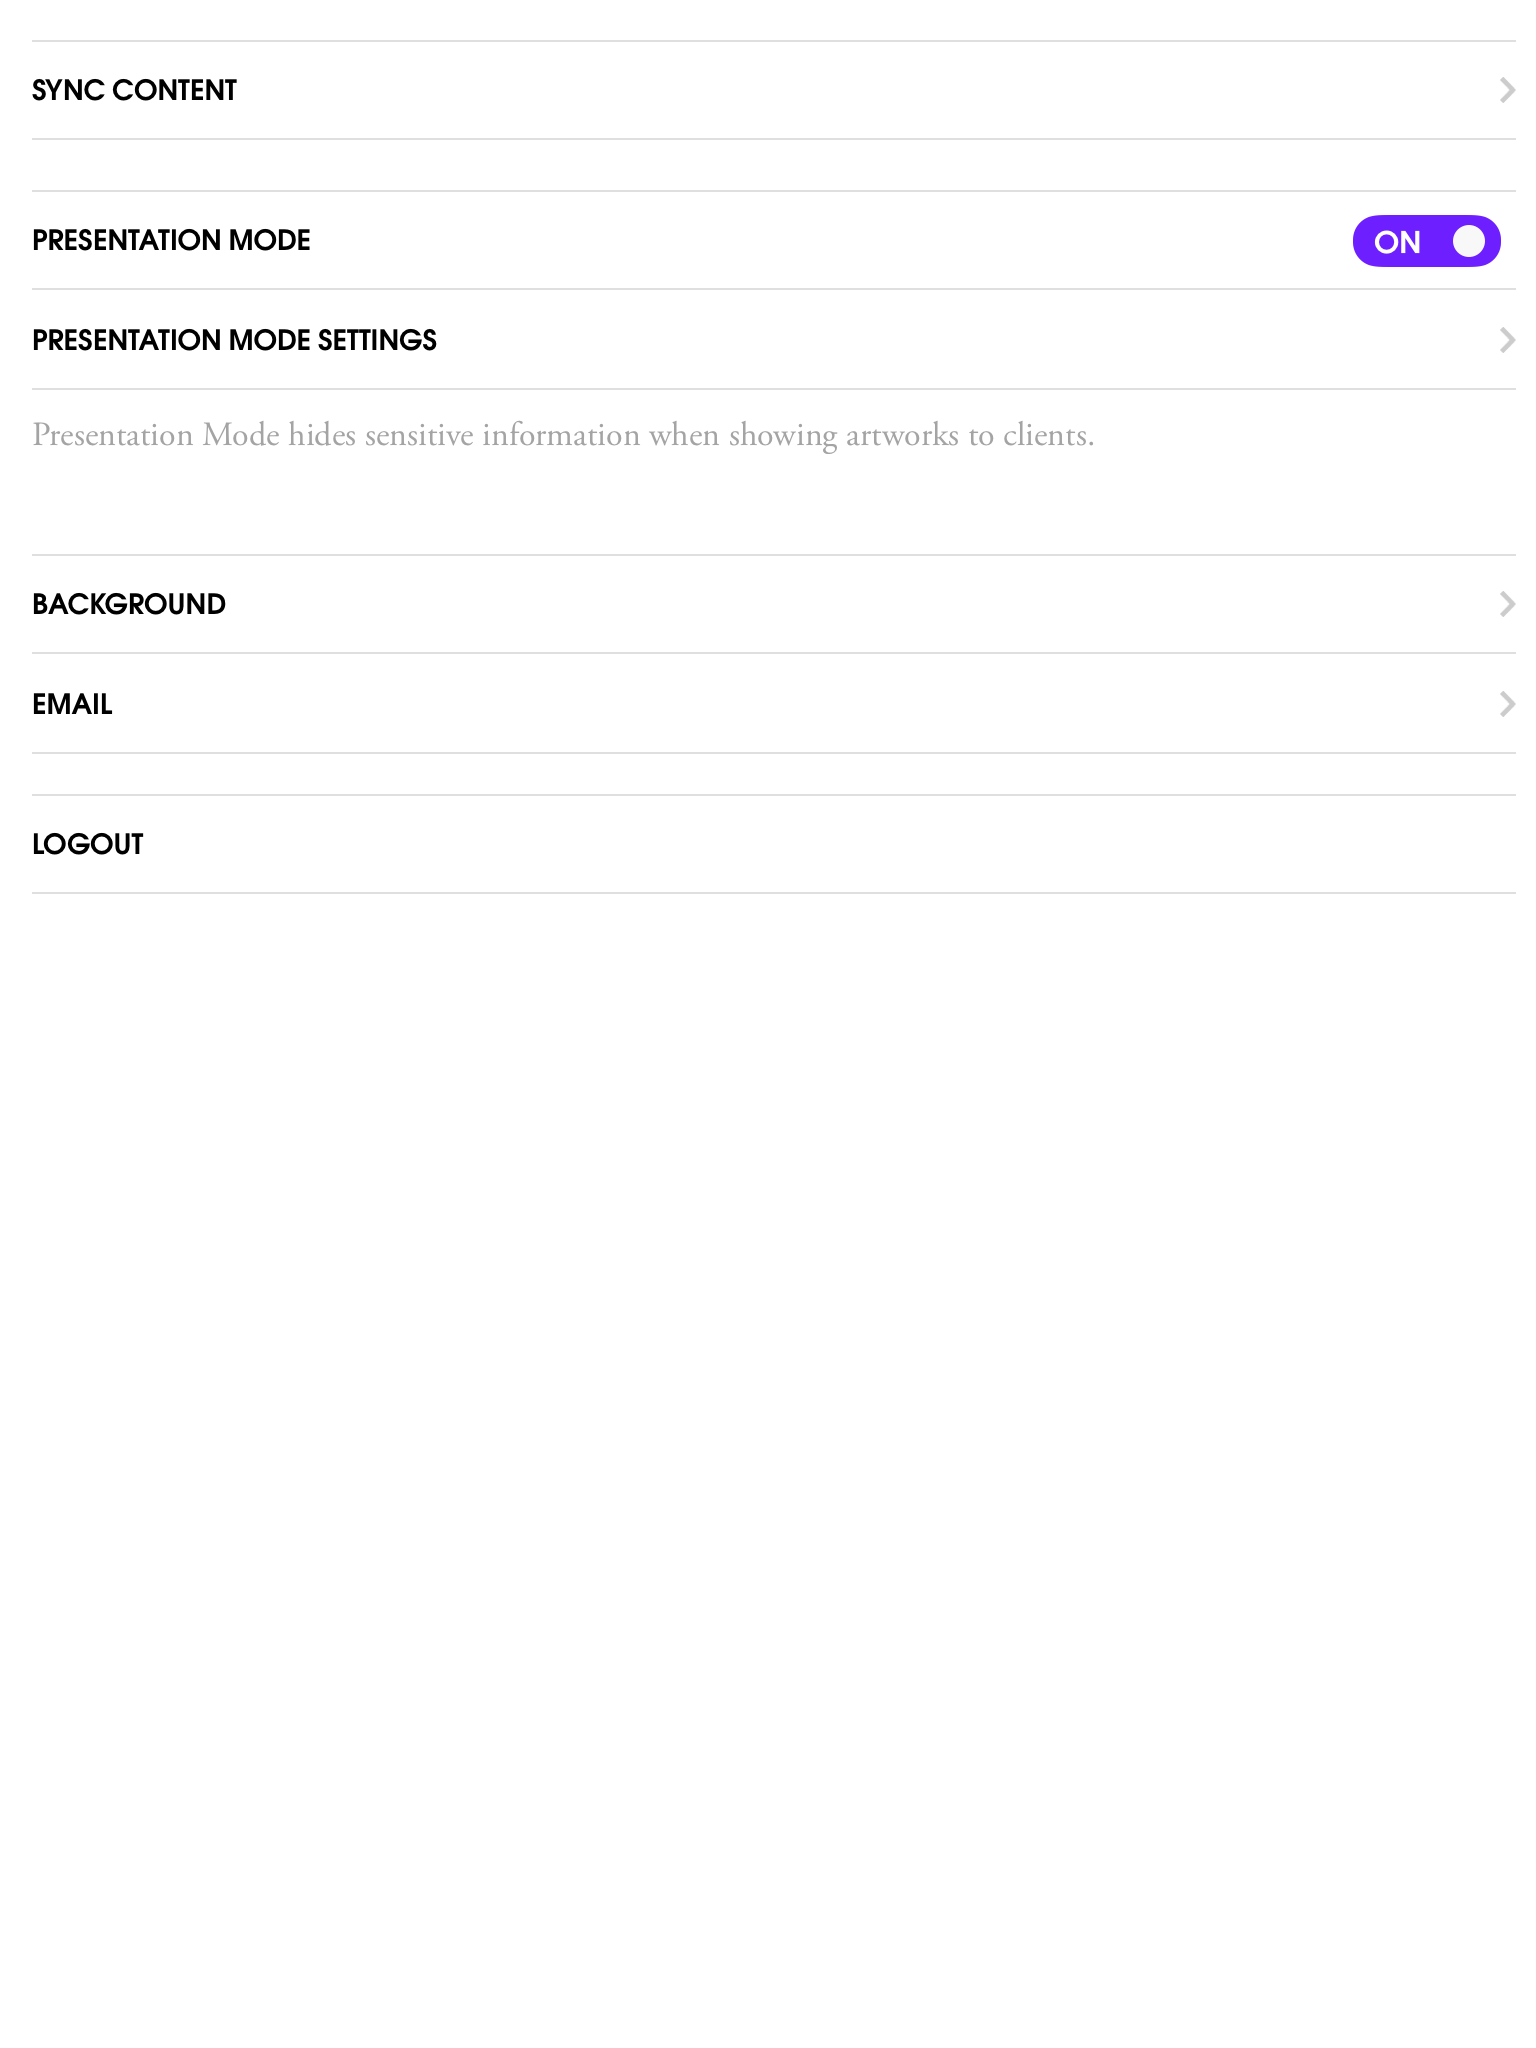 SYNC CONTENT
PRESENTATION MODE
ON
PRESENTATION MODE SETTINGS
Presentation Mode hides sensitive information when showing artworks to clients.
BACKGROUND
EMAIL
LOGOUT